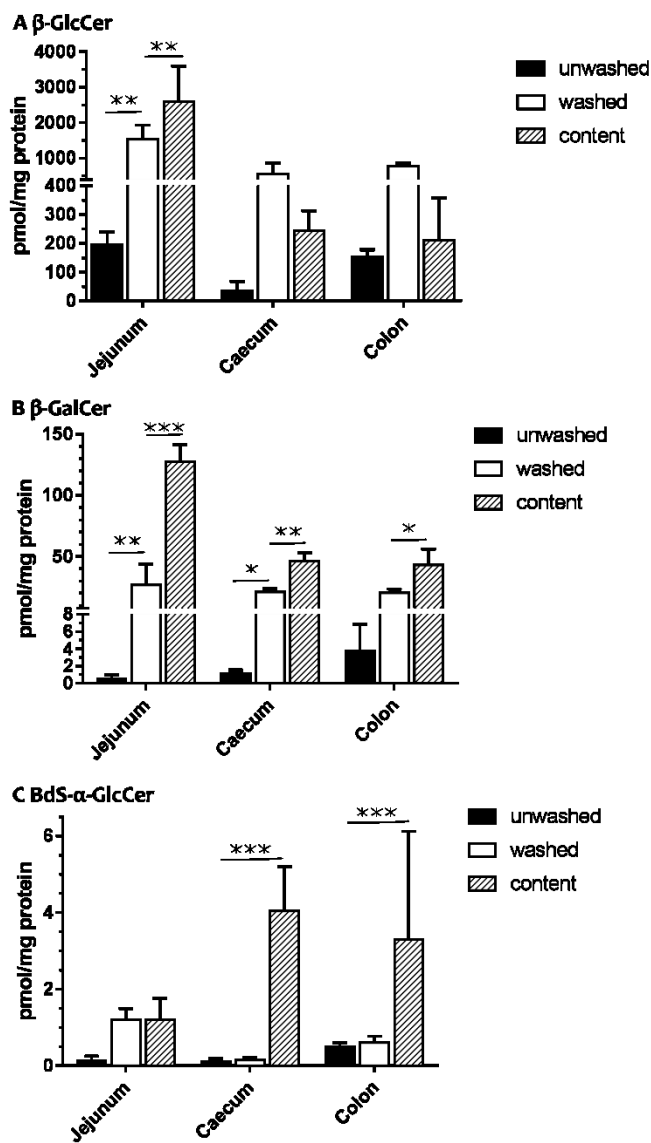 A β-GlcCer
pmol/mg protein
4000
3000
2000
1000
400
300
200
100
0
**
**
unwashed
washed
content
Jejunum
Caecum
Colon
B β-GalCer
pmol/mg protein
150
100
50
8
6
4
2
0
***
**
**
*
*
unwashed
washed
content
Jejunum
Caecum
Colon
C BdS-α-GlcCer
pmol/mg protein
6
4
2
0
***
***
unwashed
washed
content
Jejunum
Caecum
Colon